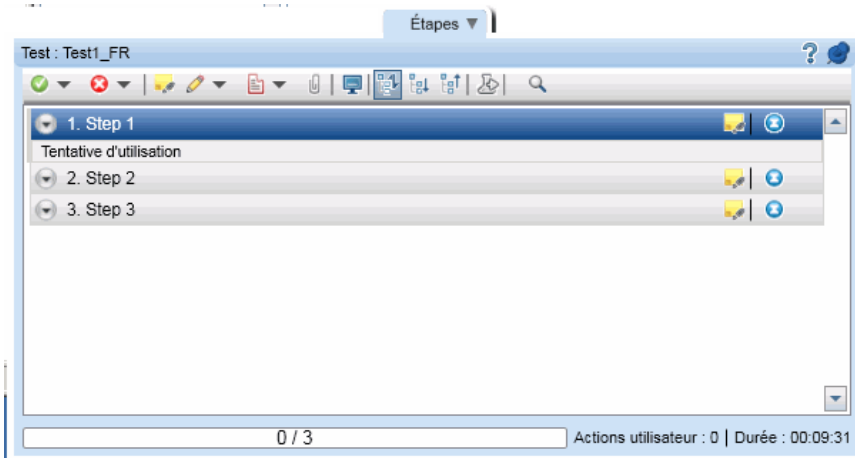 Étapes ▼
Test : Test1_FR
1. Step 1
Tentative d'utilisation
2. Step 2
3. Step 3
0 / 3
Actions utilisateur : 0 | Durée : 00:09:31